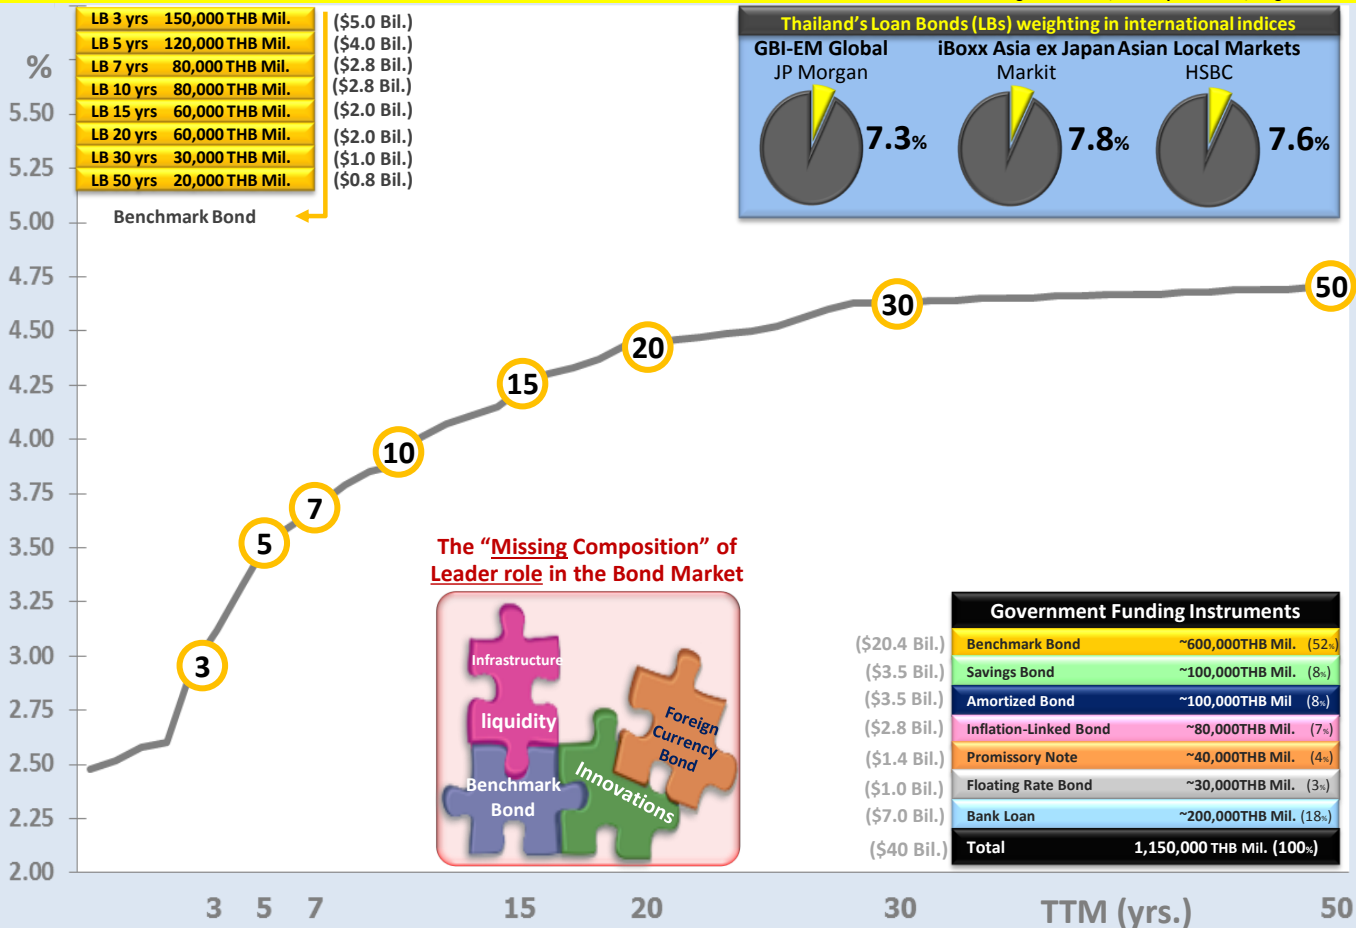 LB 3 yrs 150,000 THB Mil. ($5.0 Bil.)
LB 5 yrs 120,000 THB Mil. ($4.0 Bil.)
LB 7 yrs 80,000 THB Mil. ($2.8 Bil.)
LB 10 yrs 80,000 THB Mil. ($2.8 Bil.)
LB 15 yrs 60,000 THB Mil. ($2.0 Bil.)
LB 20 yrs 60,000 THB Mil. ($2.0 Bil.)
LB 30 yrs 30,000 THB Mil. ($1.0 Bil.)
LB 50 yrs 20,000 THB Mil. ($0.8 Bil.)
Benchmark Bond
Thailand's Loan Bonds (LBs) weighting in international indices
GBI-EM Global iBoxx Asia ex Japan Asian Local Markets
JP Morgan Markit HSBC
7.3% 7.8% 7.6%
%
5.50
5.25
5.00
4.75
4.50
4.25
4.00
3.75
3.50
3.25
3.00
2.75
2.50
2.25
2.00
3
5
7
10
15
20
30
50
The “Missing Composition” of
Leader role in the Bond Market
Infrastructure
liquidity
Benchmark
Bond
Innovations
Foreign
Currency
Bond
Government Funding Instruments
($20.4 Bil.) Benchmark Bond ~600,000THB Mil. (52%)
($3.5 Bil.) Savings Bond ~100,000THB Mil. (8%)
($3.5 Bil.) Amortized Bond ~100,000THB Mil (8%)
($2.8 Bil.) Inflation-Linked Bond ~80,000THB Mil. (7%)
($1.4 Bil.) Promissory Note ~40,000THB Mil. (4%)
($1.0 Bil.) Floating Rate Bond ~30,000THB Mil. (3%)
($7.0 Bil.) Bank Loan ~200,000THB Mil. (18%)
($40 Bil.) Total 1,150,000 THB Mil. (100%)
3 5 7 15 20 30 TTM (yrs.) 50